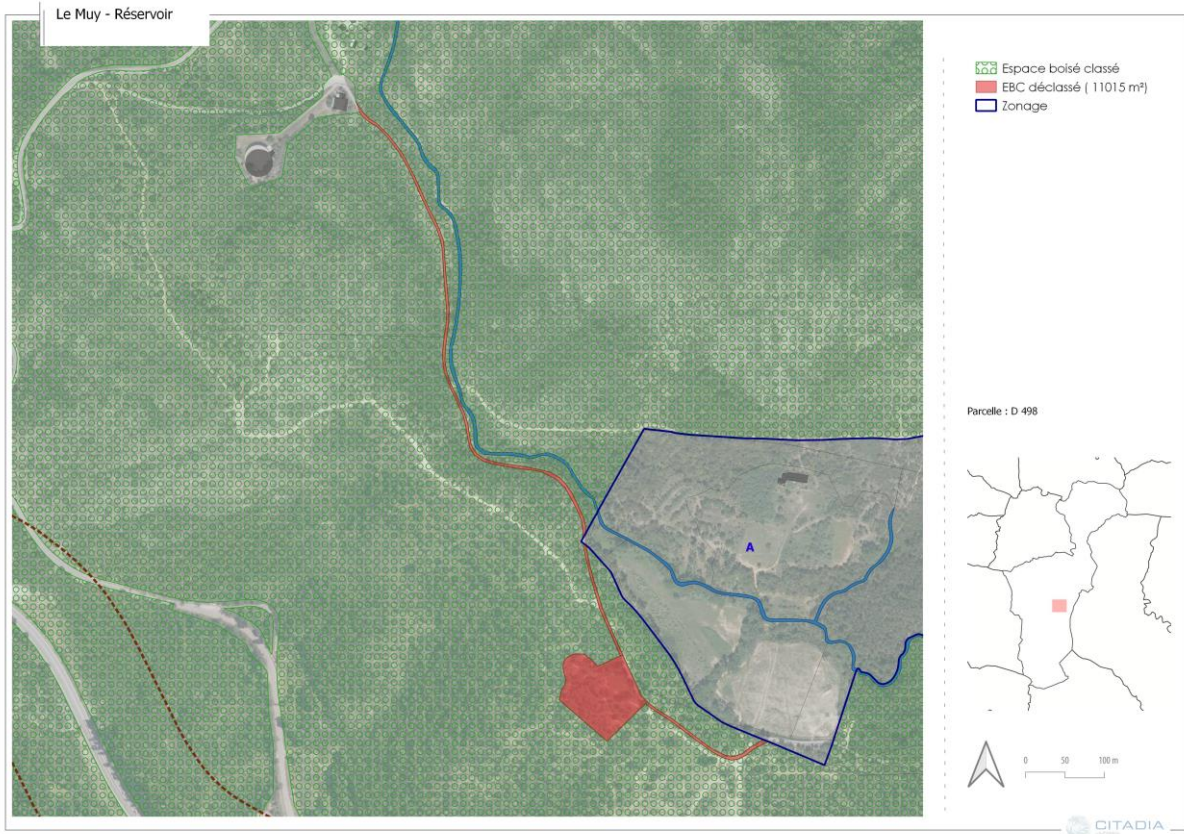 Le Muy - Réservoir
Espace boisé classé
EBC déclassé ( 11015 m²)
Zonage
Parcelle : D 498
A
0 50 100 m
CITADIA